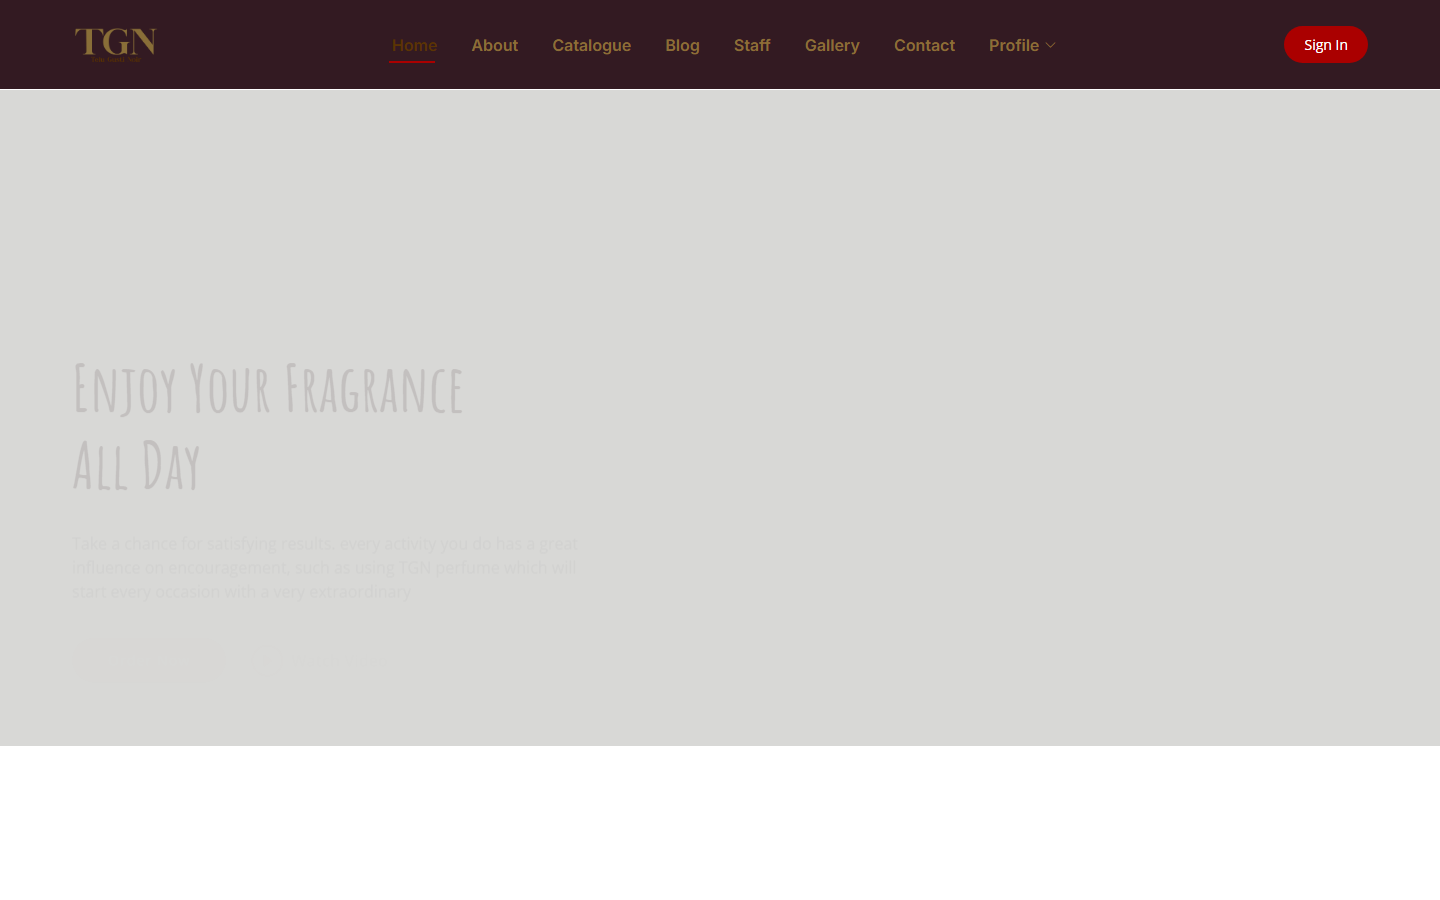 TGN
Home
About
Catalogue
Blog
Staff
Gallery
Contact
Profile
Sign In
Enjoy Your Fragrance
All Day
Take a chance for satisfying results, every activity you do has a great
influence on encouragement, such as using TGN perfume which will
start every occasion with a very extraordinary